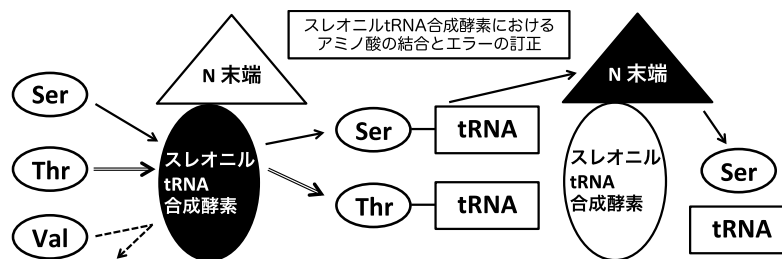 スレオニルtRNA合成酵素における
アミノ酸の結合とエラーの訂正
N 末端
N 末端
Ser
Thr
Val
スレオニル
tRNA
合成酵素
Ser
tRNA
Thr
tRNA
スレオニル
tRNA
合成酵素
Ser
tRNA